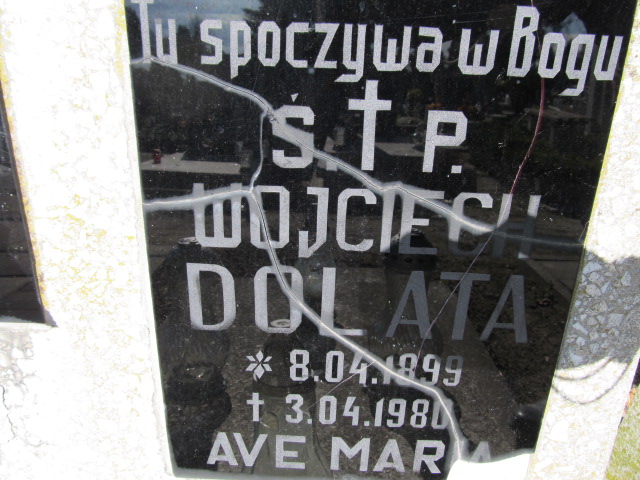 Tu spoczywa w Bogu
Ś.†P.
WOJCIECH
DOLATA
* 8.04.1899
† 3.04.1980
AVE MARIA